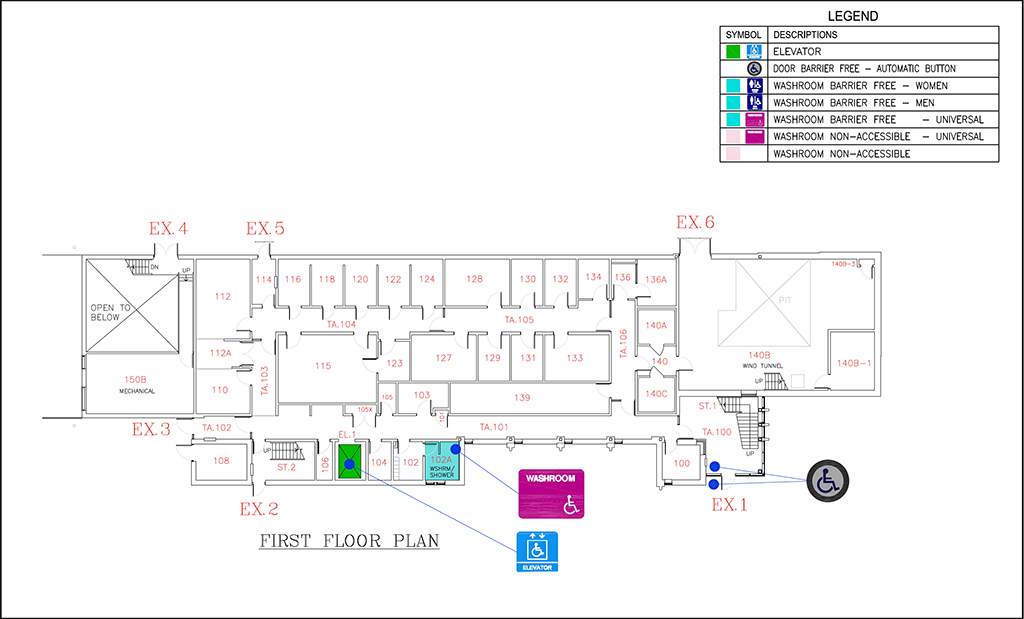 LEGEND
SYMBOL DESCRIPTIONS
ELEVATOR
DOOR BARRIER FREE – AUTOMATIC BUTTON
WASHROOM BARRIER FREE – WOMEN
WASHROOM BARRIER FREE – MEN
WASHROOM BARRIER FREE – UNIVERSAL
WASHROOM NON–ACCESSIBLE – UNIVERSAL
WASHROOM NON–ACCESSIBLE
EX.4 EX.5 EX.6
DN
UP
OPEN TO
BELOW
112
114 116 118 120 122 124 128 130 132 134 136 136A
140B-3
PIT
TA.104 TA.105 TA.106
140A
112A
TA.103
115
123 127 129 131 133
140
140B
WIND TUNNEL
140B-1
UP
150B
MECHANICAL
110
105 103 139
140C
105X
101
ST.1
EX.3
TA.102
EL.1
TA.101
TA.100
UP
108
UP
ST.2
106
104
102
102A
WSHRM/
SHOWER
100
EX.2
EX.1
WASHROOM
ELEVATOR
FIRST FLOOR PLAN